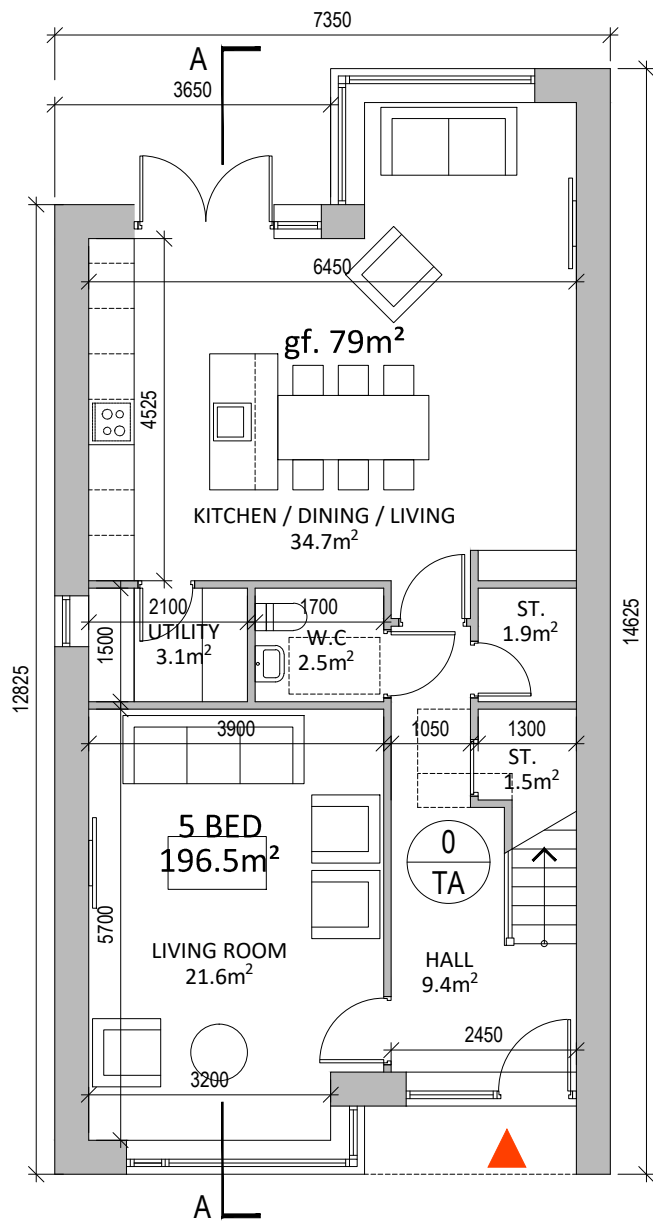 7350
A
3650
6450
gf. 79m²
4525
KITCHEN / DINING / LIVING
34.7m²
14625
12825
2100
1700
ST.
1.9m²
UTILITY
3.1m²
W.C
2.5m²
1500
3900
1050
1300
ST.
1.5m²
5 BED
196.5m²
0
TA
5700
LIVING ROOM
21.6m²
HALL
9.4m²
2450
3200
A